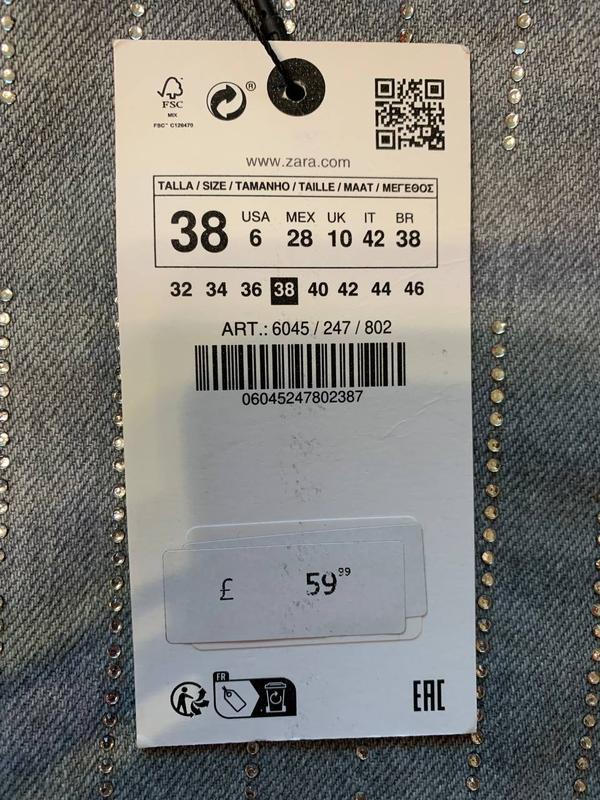 FSC
MIX
FSC™ C126470
®
www.zara.com
TALLA / SIZE / TAMANHO / TAILLE / MAAT / ΜΕΓΕΘΟΣ
38 USA 6 MEX 28 UK 10 IT 42 BR 38
32 34 36 38 40 42 44 46
ART.: 6045 / 247 / 802
06045247802387
£ 59⁹⁹
FR
EAC